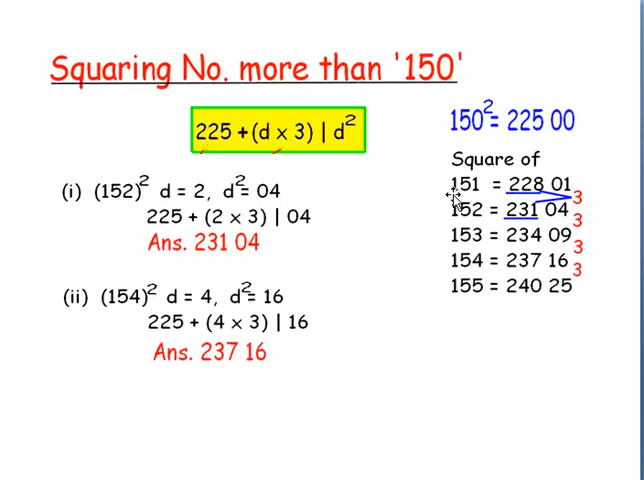 Squaring No. more than '150'
225 + (d x 3) | d²
(i) (152)² d = 2, d² = 04
225 + (2 x 3) | 04
Ans. 231 04
(ii) (154)² d = 4, d² = 16
225 + (4 x 3) | 16
Ans. 237 16
150² = 225 00
Square of
151 = 228 01
3
152 = 231 04
3
153 = 234 09
3
154 = 237 16
3
155 = 240 25